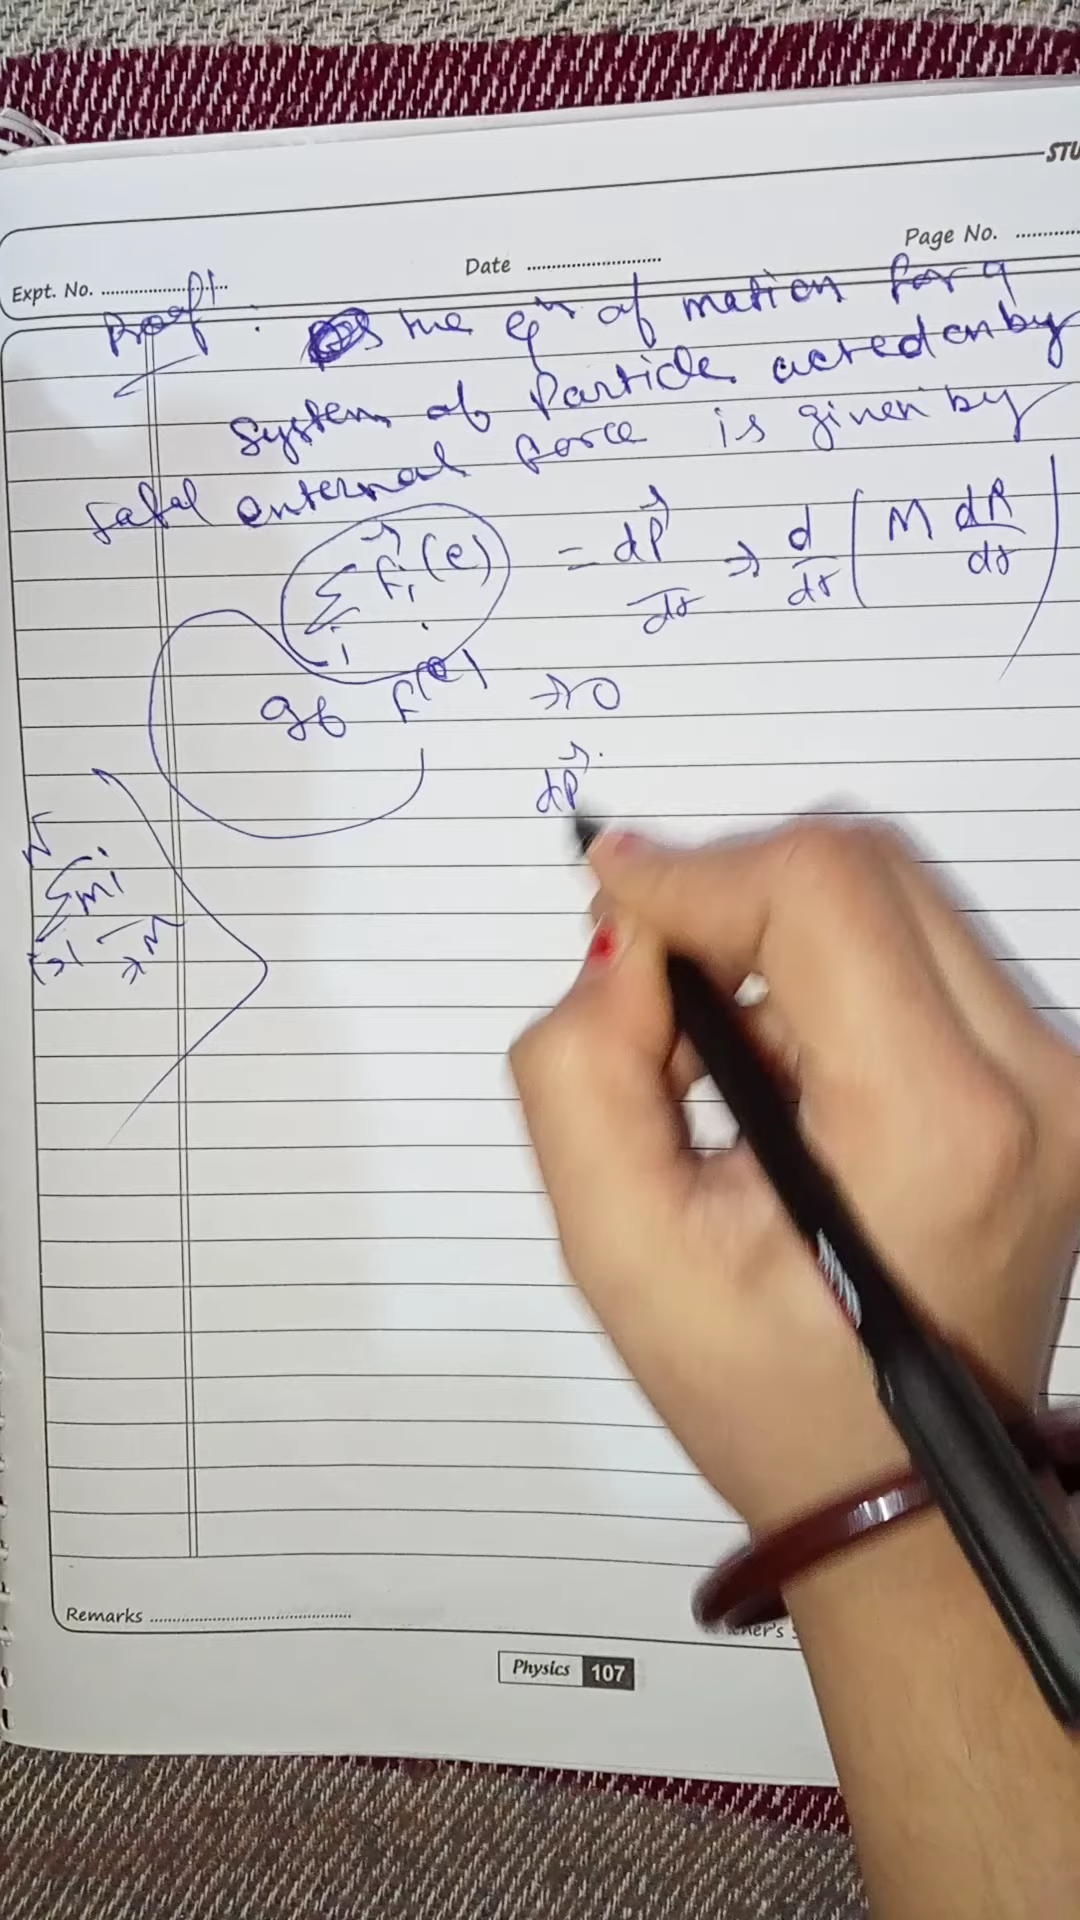 STU
Page No. ..........
Date ..........
Expt. No. ..........
Proof :
the eqn of motion for a
system of Particle acted on by
total external force is given by
∑i F⃗i(e) = dP⃗/dt ⇒ d/dt ( M dR/dt )
If F(e) ⇒ 0
dP⃗
N
∑mi
i=1
⇒ M
Remarks ..........
her's S
Physics 107